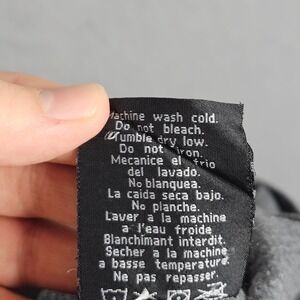 Machine wash cold.
Do not bleach.
Tumble dry low.
Do not iron.
Mecanice el frio
del lavado.
No blanquea.
La caida seca bajo.
No planche.
Laver a la machine
a l'eau froide
Blanchiment interdit.
Secher a la machine
a basse temperature.
Ne pas repasser.